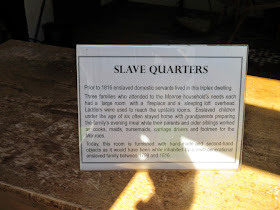 SLAVE QUARTERS
Prior to 1816 enslaved domestic servants lived in this triplex dwelling.
Three families who attended to the Monroe household's needs each
had a large room with a fireplace and a sleeping loft overhead.
Ladders were used to reach the upstairs rooms. Enslaved children
under the age of six often stayed home with grandparents preparing
the family's evening meal while their parents and older siblings worked
as cooks, maids, nursemaids, carriage drivers and footmen for the
Monroes.
Today, this room is furnished with and second-hand
objects as it would have been while inhabited by a generational
enslaved family between and